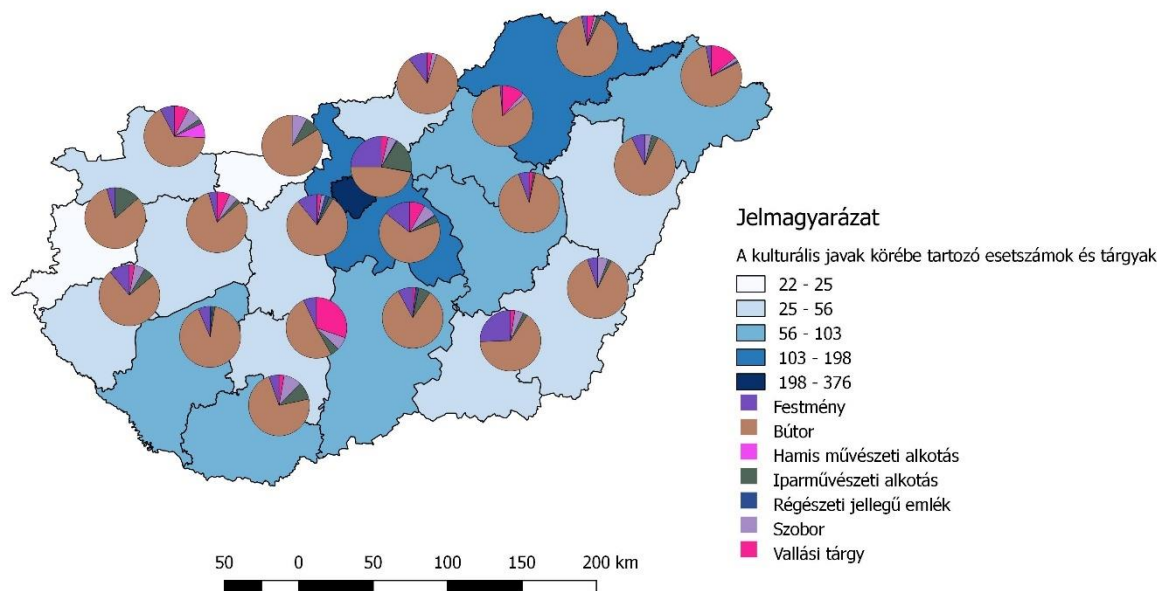 Jelmagyarázat
A kulturális javak körébe tartozó esetszámok és tárgyak
22 - 25
25 - 56
56 - 103
103 - 198
198 - 376
Festmény
Bútor
Hamis művészeti alkotás
Iparművészeti alkotás
Régészeti jellegű emlék
Szobor
Vallási tárgy
50 0 50 100 150 200 km